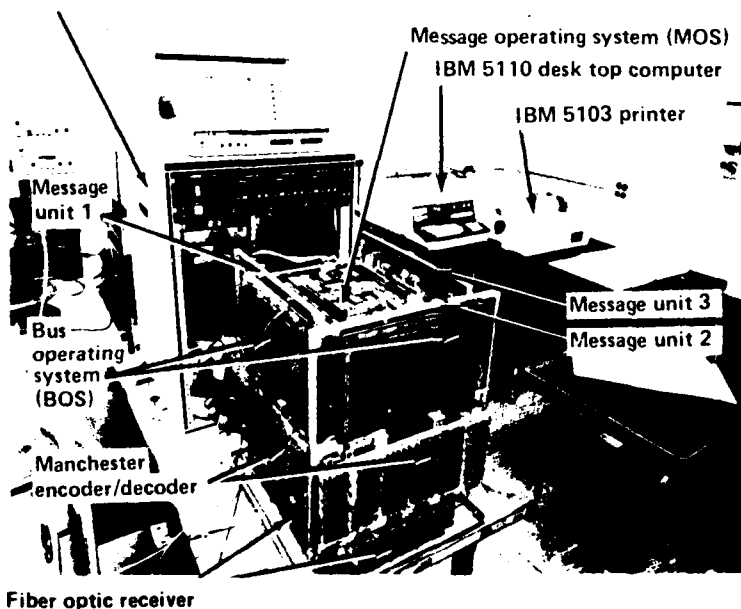 Message operating system (MOS)
IBM 5110 desk top computer
IBM 5103 printer
Message
unit 1
Message unit 3
Message unit 2
Bus
operating
system
(BOS)
Manchester
encoder/decoder
Fiber optic receiver